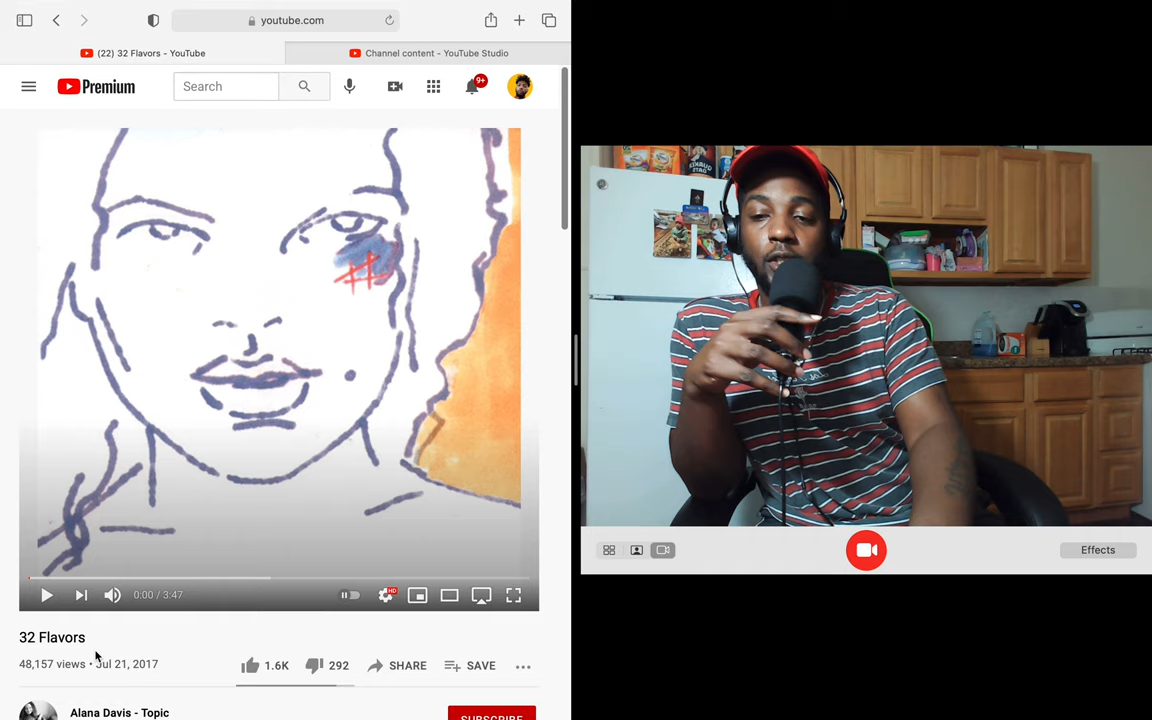 youtube.com
(22) 32 Flavors - YouTube
Channel content - YouTube Studio
Premium
Search
9+
HD
0:00 / 3:47
32 Flavors
48,157 views • Jul 21, 2017
1.6K
292
SHARE
SAVE
Alana Davis - Topic
SUBSCRIBE
Effects